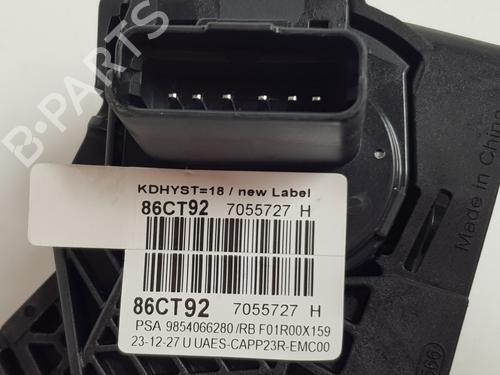 B-PARTS
KDHYST=18 / new Label
86CT92 7055727 H
86CT92 7055727 H
PSA 9854066280/RB F01R00X159
23-12-27 U UAES-CAPP23R-EMC00
Made in China